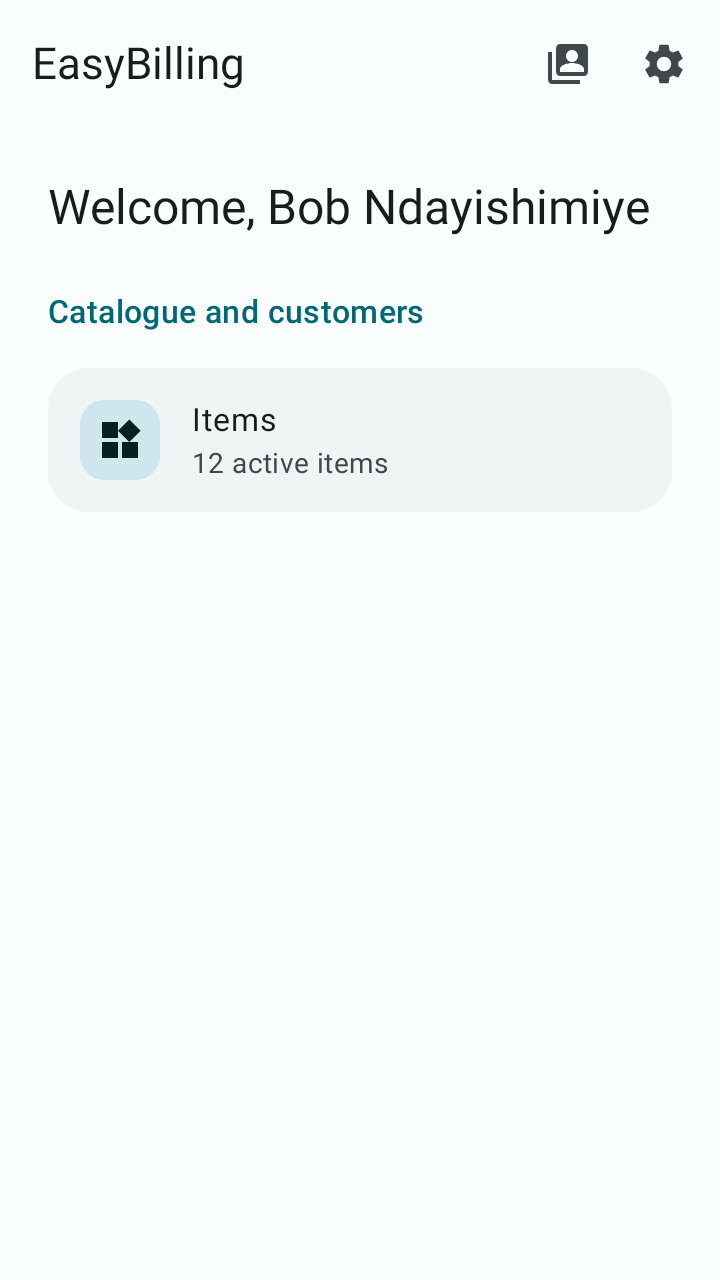 EasyBilling
Welcome, Bob Ndayishimiye
Catalogue and customers
Items
12 active items